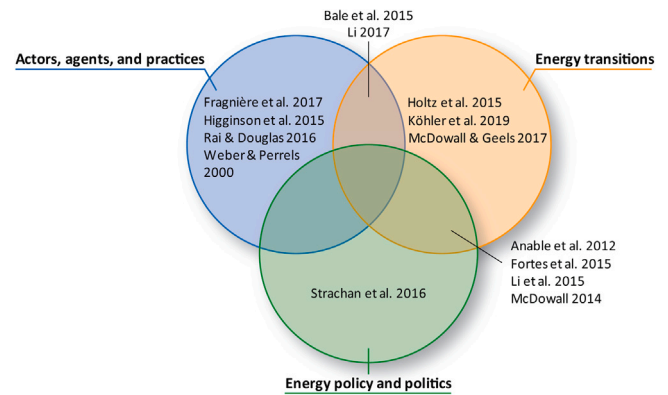 Bale et al. 2015
Li 2017
Actors, agents, and practices
Energy transitions
Fragnière et al. 2017
Higginson et al. 2015
Rai & Douglas 2016
Weber & Perrels
2000
Holtz et al. 2015
Köhler et al. 2019
McDowall & Geels 2017
Anable et al. 2012
Fortes et al. 2015
Li et al. 2015
McDowall 2014
Strachan et al. 2016
Energy policy and politics